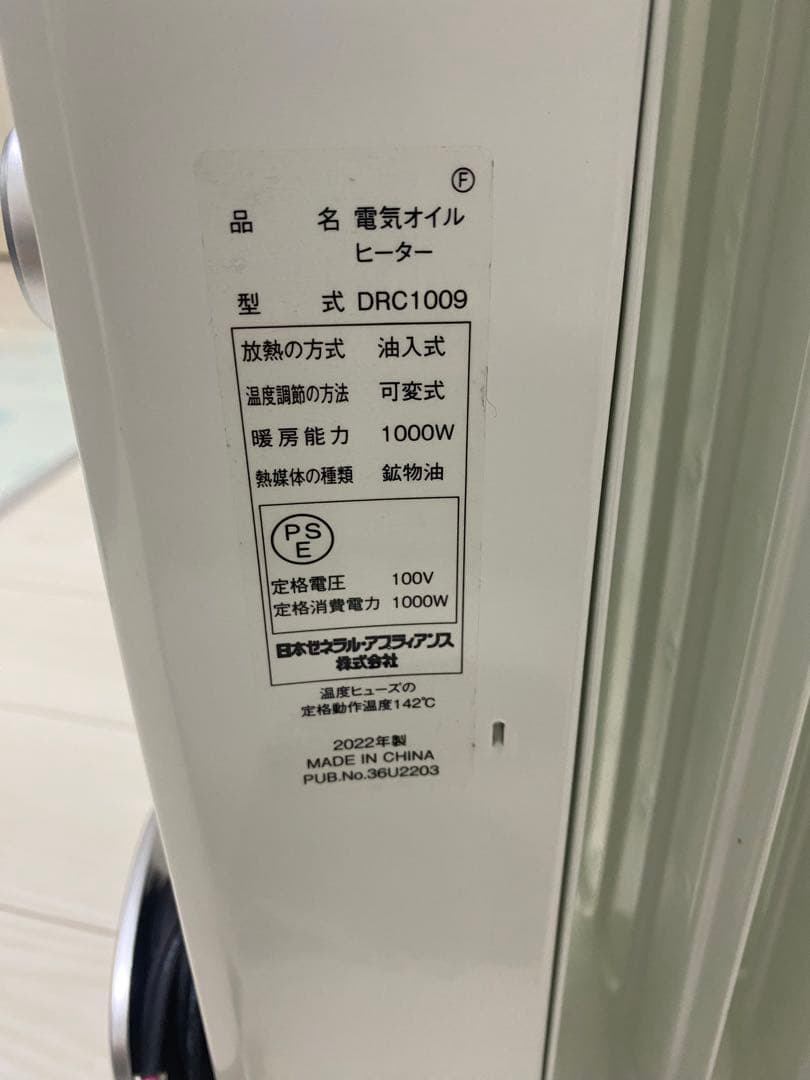 Ⓕ
品名 電気オイル
ヒーター
型式 DRC1009
放熱の方式 油入式
温度調節の方法 可変式
暖房能力 1000W
熱媒体の種類 鉱物油
PS
E
定格電圧 100V
定格消費電力 1000W
日本ゼネラル・アプライアンス
株式会社
温度ヒューズの
定格動作温度142℃
2022年製
MADE IN CHINA
PUB.No.36U2203